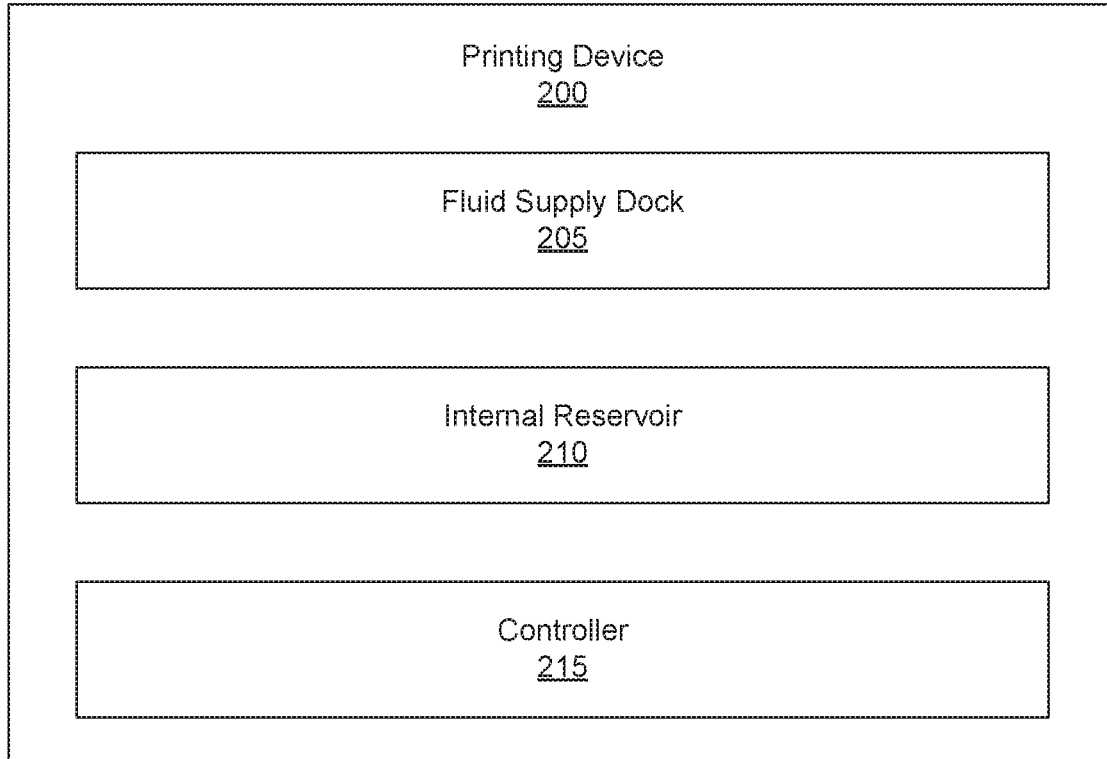 Printing Device
200
Fluid Supply Dock
205
Internal Reservoir
210
Controller
215